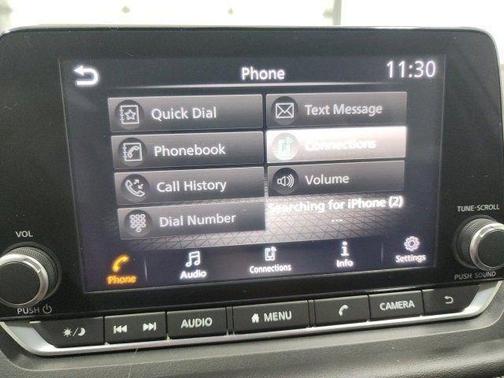 Phone
11:30
Quick Dial
Text Message
Phonebook
Connections
Call History
Volume
Dial Number
Searching for iPhone (2)
...
Phone
Audio
Connections
Info
Settings
VOL
PUSH
TUNE·SCROLL
PUSH SOUND
AUDIO
MENU
CAMERA